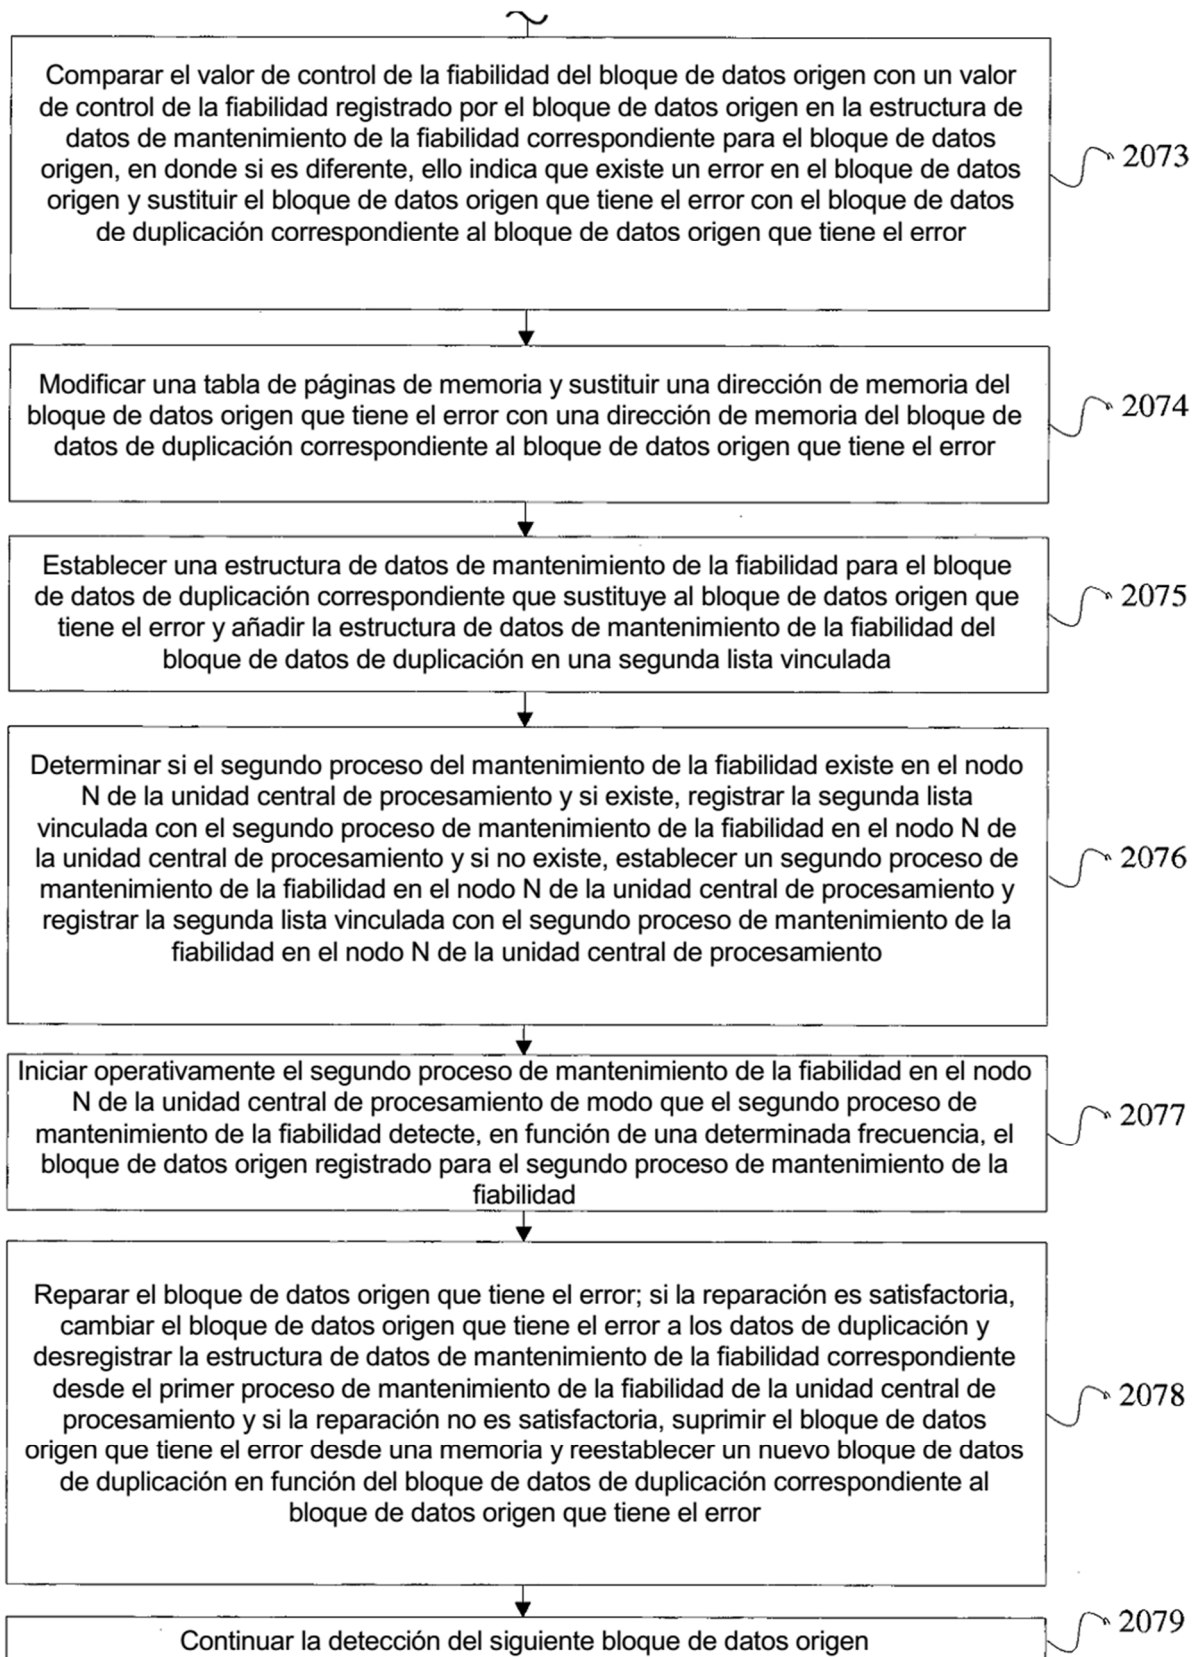 Comparar el valor de control de la fiabilidad del bloque de datos origen con un valor
de control de la fiabilidad registrado por el bloque de datos origen en la estructura de
datos de mantenimiento de la fiabilidad correspondiente para el bloque de datos
origen, en donde si es diferente, ello indica que existe un error en el bloque de datos
origen y sustituir el bloque de datos origen que tiene el error con el bloque de datos
de duplicación correspondiente al bloque de datos origen que tiene el error
2073
Modificar una tabla de páginas de memoria y sustituir una dirección de memoria del
bloque de datos origen que tiene el error con una dirección de memoria del bloque de
datos de duplicación correspondiente al bloque de datos origen que tiene el error
2074
Establecer una estructura de datos de mantenimiento de la fiabilidad para el bloque
de datos de duplicación correspondiente que sustituye al bloque de datos origen que
tiene el error y añadir la estructura de datos de mantenimiento de la fiabilidad del
bloque de datos de duplicación en una segunda lista vinculada
2075
Determinar si el segundo proceso del mantenimiento de la fiabilidad existe en el nodo
N de la unidad central de procesamiento y si existe, registrar la segunda lista
vinculada con el segundo proceso de mantenimiento de la fiabilidad en el nodo N de
la unidad central de procesamiento y si no existe, establecer un segundo proceso de
mantenimiento de la fiabilidad en el nodo N de la unidad central de procesamiento y
registrar la segunda lista vinculada con el segundo proceso de mantenimiento de la
fiabilidad en el nodo N de la unidad central de procesamiento
2076
Iniciar operativamente el segundo proceso de mantenimiento de la fiabilidad en el nodo
N de la unidad central de procesamiento de modo que el segundo proceso de
mantenimiento de la fiabilidad detecte, en función de una determinada frecuencia, el
bloque de datos origen registrado para el segundo proceso de mantenimiento de la
fiabilidad
2077
Reparar el bloque de datos origen que tiene el error; si la reparación es satisfactoria,
cambiar el bloque de datos origen que tiene el error a los datos de duplicación y
desregistrar la estructura de datos de mantenimiento de la fiabilidad correspondiente
desde el primer proceso de mantenimiento de la fiabilidad de la unidad central de
procesamiento y si la reparación no es satisfactoria, suprimir el bloque de datos
origen que tiene el error desde una memoria y reestablecer un nuevo bloque de datos
de duplicación en función del bloque de datos de duplicación correspondiente al
bloque de datos origen que tiene el error
2078
Continuar la detección del siguiente bloque de datos origen
2079